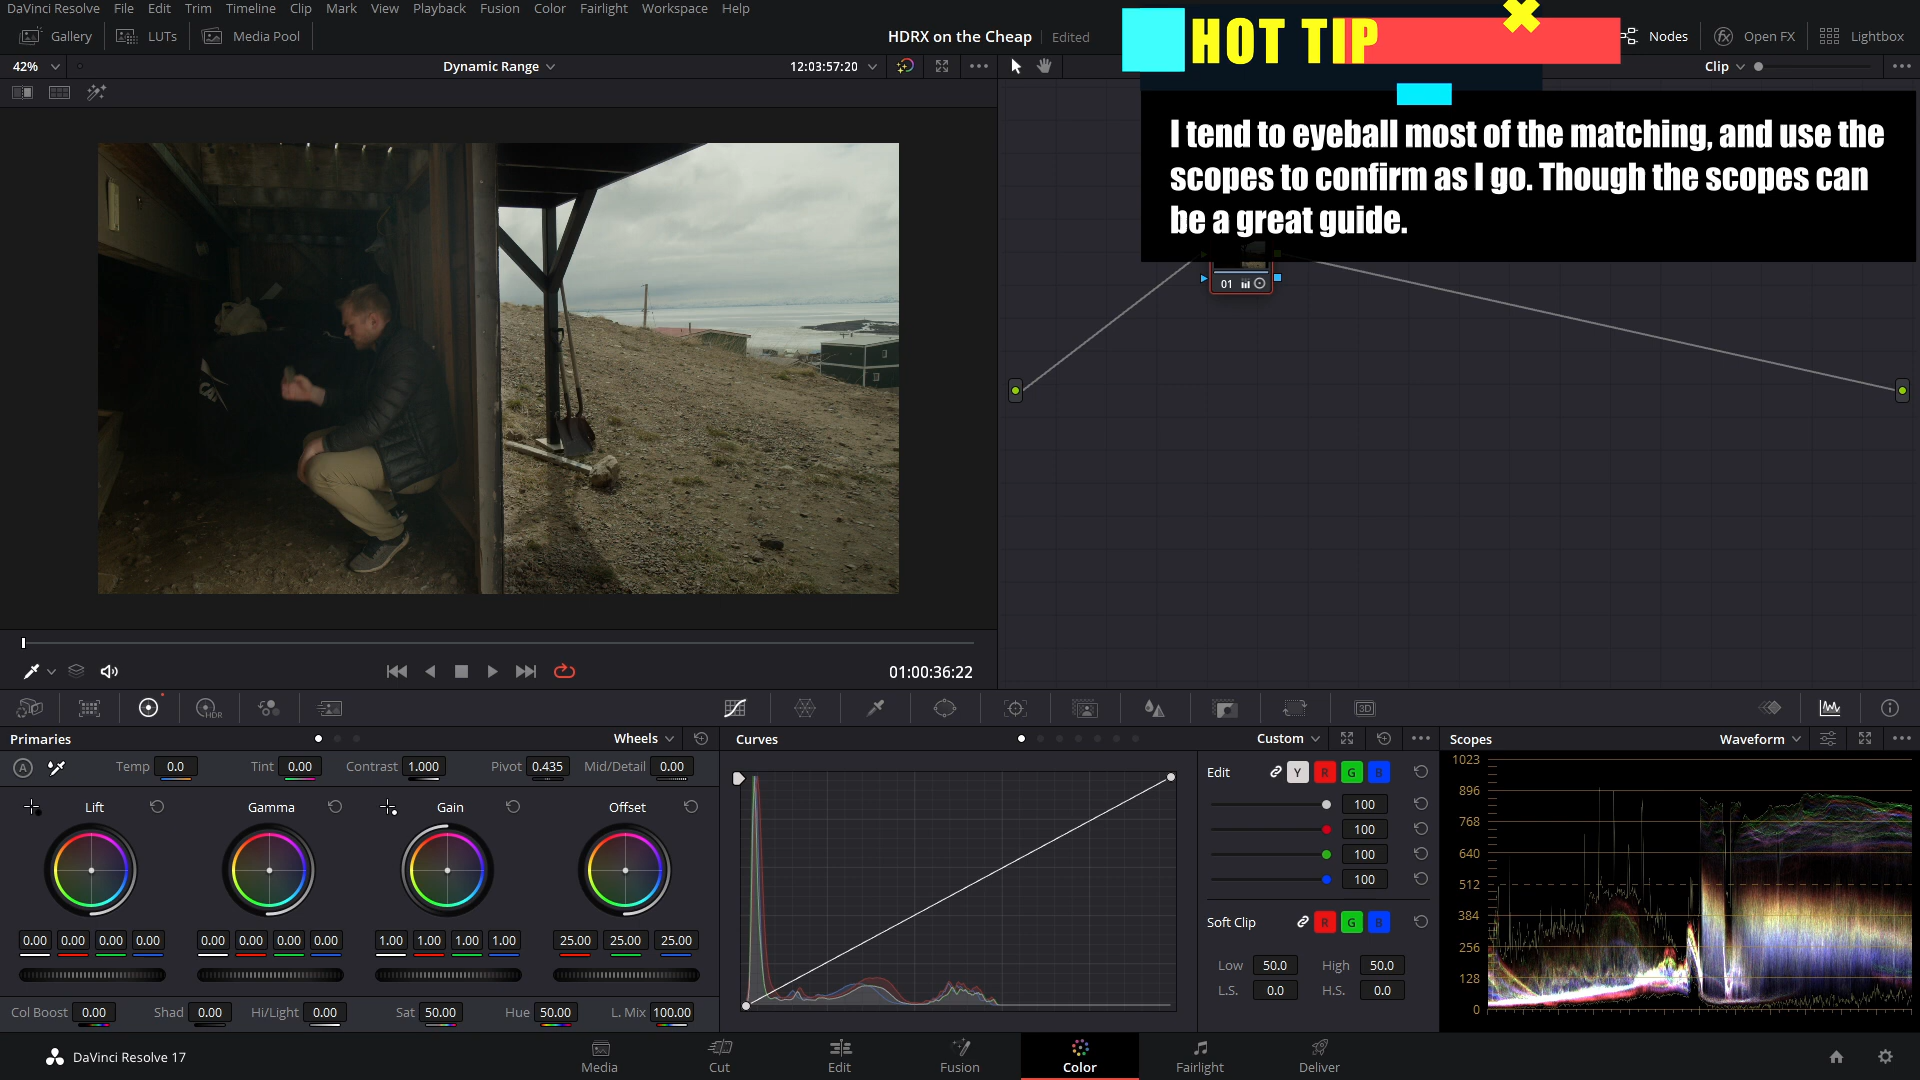 DaVinci Resolve File Edit Trim Timeline Clip Mark View Playback Fusion Color Fairlight Workspace Help
Gallery LUTs Media Pool
HDRX on the Cheap Edited
Nodes Open FX Lightbox
HOT TIP
42% Dynamic Range 12:03:57:20
Clip
I tend to eyeball most of the matching, and use the
scopes to confirm as I go. Though the scopes can
be a great guide.
01
01:00:36:22
HDR
3D
Primaries Wheels
Curves Custom
Scopes Waveform
A Temp 0.0 Tint 0.00 Contrast 1.000 Pivot 0.435 Mid/Detail 0.00
Lift Gamma Gain Offset
0.00 0.00 0.00 0.00 0.00 0.00 0.00 0.00 1.00 1.00 1.00 1.00 25.00 25.00 25.00
Col Boost 0.00 Shad 0.00 Hi/Light 0.00 Sat 50.00 Hue 50.00 L. Mix 100.00
Edit Y R G B
100
100
100
100
Soft Clip R G B
Low 50.0 High 50.0
L.S. 0.0 H.S. 0.0
1023
896
768
640
512
384
256
128
0
DaVinci Resolve 17
Media Cut Edit Fusion Color Fairlight Deliver